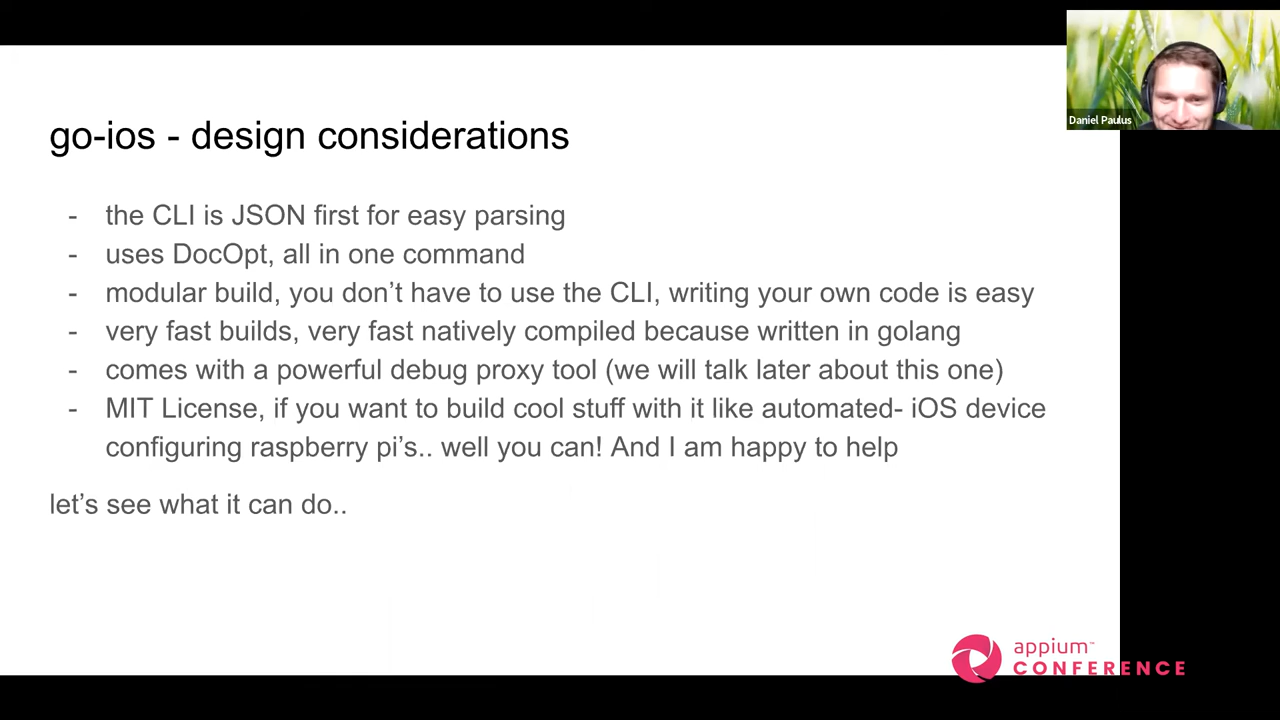 Daniel Paulus
go-ios - design considerations
- the CLI is JSON first for easy parsing
- uses DocOpt, all in one command
- modular build, you don’t have to use the CLI, writing your own code is easy
- very fast builds, very fast natively compiled because written in golang
- comes with a powerful debug proxy tool (we will talk later about this one)
- MIT License, if you want to build cool stuff with it like automated- iOS device
configuring raspberry pi’s.. well you can! And I am happy to help
let’s see what it can do..
appium™
CONFERENCE